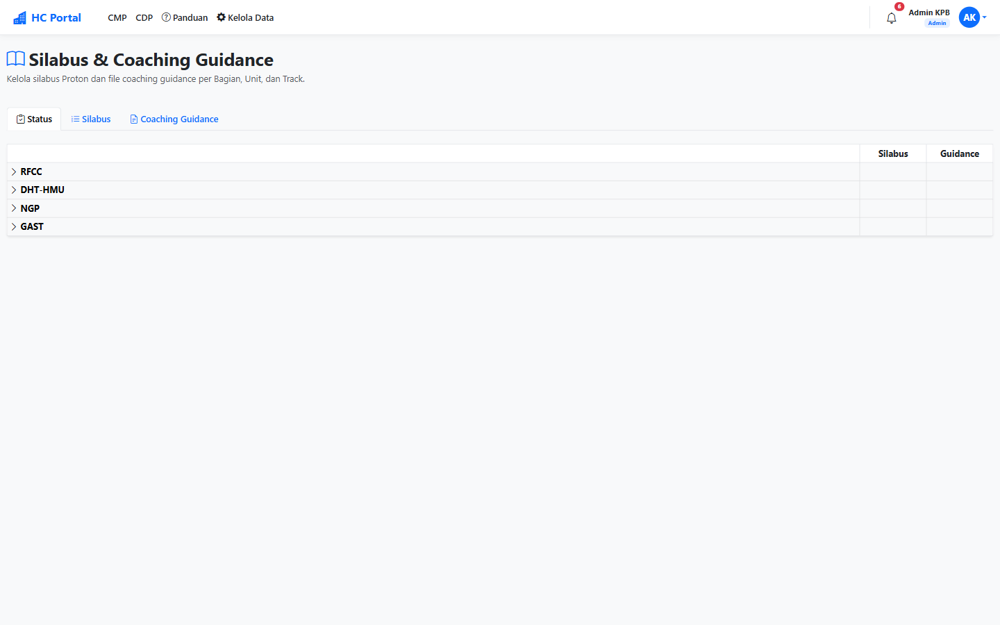 HC Portal CMP CDP Panduan Kelola Data 6 Admin KPB Admin AK
Silabus & Coaching Guidance
Kelola silabus Proton dan file coaching guidance per Bagian, Unit, dan Track.
Status Silabus Coaching Guidance
Silabus Guidance
RFCC
DHT-HMU
NGP
GAST